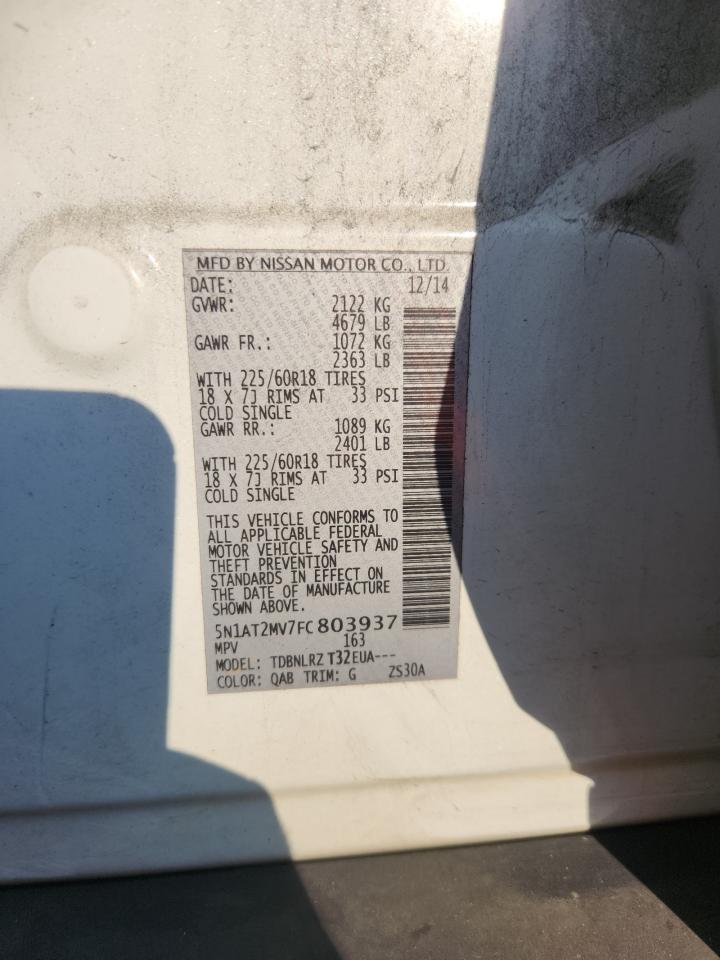 MFD BY NISSAN MOTOR CO., LTD.
DATE: 12/14
GVWR: 2122 KG
4679 LB
GAWR FR.: 1072 KG
2363 LB
WITH 225/60R18 TIRES
18 X 7J RIMS AT 33 PSI
COLD SINGLE
GAWR RR.: 1089 KG
2401 LB
WITH 225/60R18 TIRES
18 X 7J RIMS AT 33 PSI
COLD SINGLE
THIS VEHICLE CONFORMS TO
ALL APPLICABLE FEDERAL
MOTOR VEHICLE SAFETY AND
THEFT PREVENTION
STANDARDS IN EFFECT ON
THE DATE OF MANUFACTURE
SHOWN ABOVE.
5N1AT2MV7FC803937
MPV 163
MODEL: TDBNLRZ T32EUA---
COLOR: QAB TRIM: G ZS30A